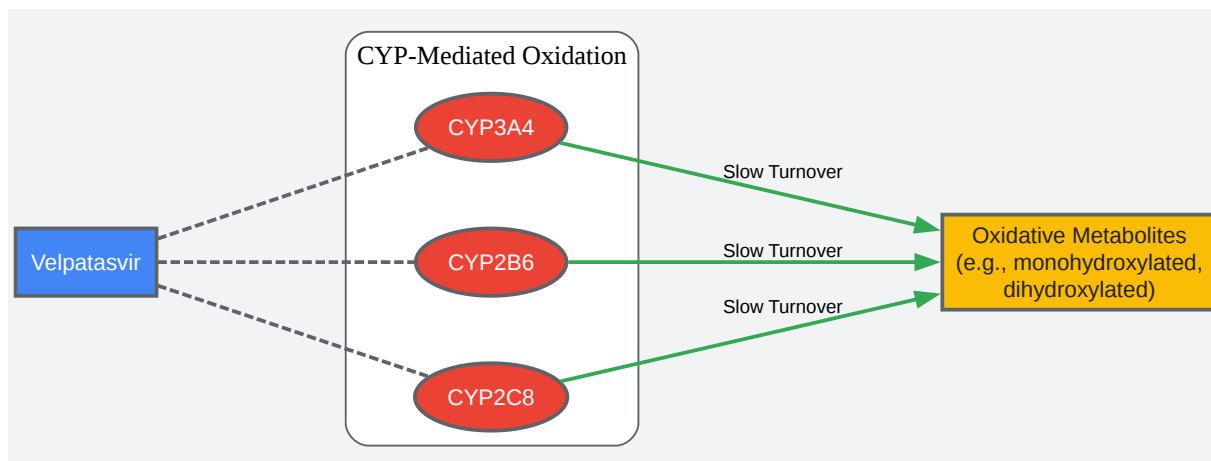 CYP-Mediated Oxidation
CYP3A4
Slow Turnover
Velpatasvir
CYP2B6
Slow Turnover
Oxidative Metabolites
(e.g., monohydroxylated,
dihydroxylated)
Slow Turnover
CYP2C8